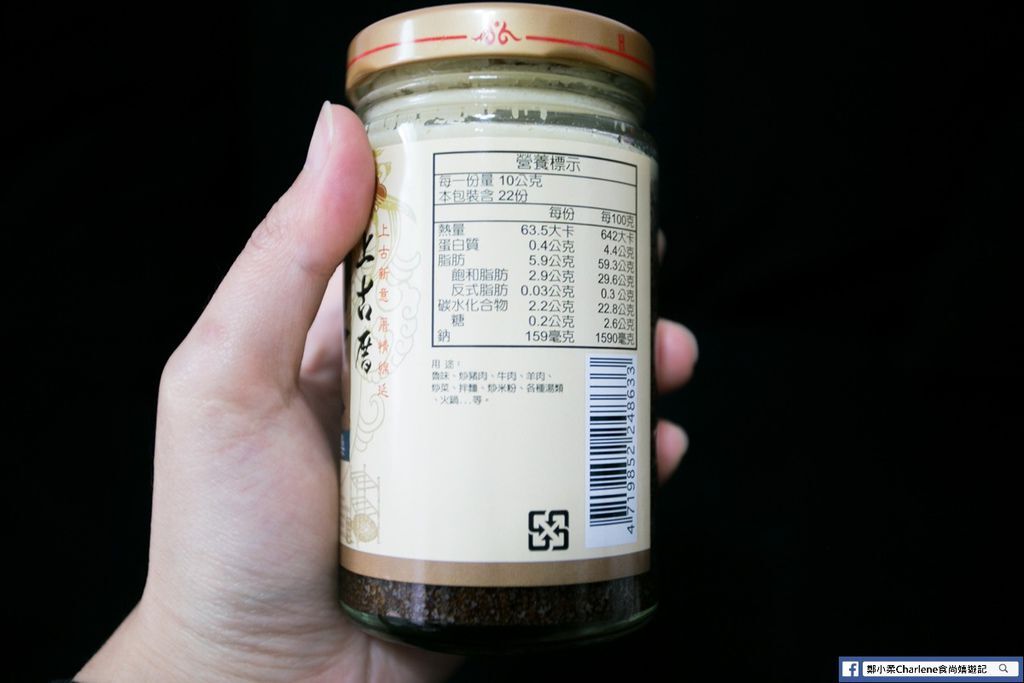 營養標示
每一份量 10公克
本包裝含 22份
每份 每100克
熱量 63.5大卡 642大卡
蛋白質 0.4公克 4.4公克
脂肪 5.9公克 59.3公克
飽和脂肪 2.9公克 29.6公克
反式脂肪 0.03公克 0.3 公克
碳水化合物 2.2公克 22.8公克
糖 0.2公克 2.6公克
鈉 159毫克 1590毫克
用 途：
魯味、炒豬肉、牛肉、羊肉、
炒菜、拌麵、炒米粉、各種湯類
、火鍋...等。
4 719852 248633
上古新意
上古厝
鄭小柔Charlene食尚嬉遊記